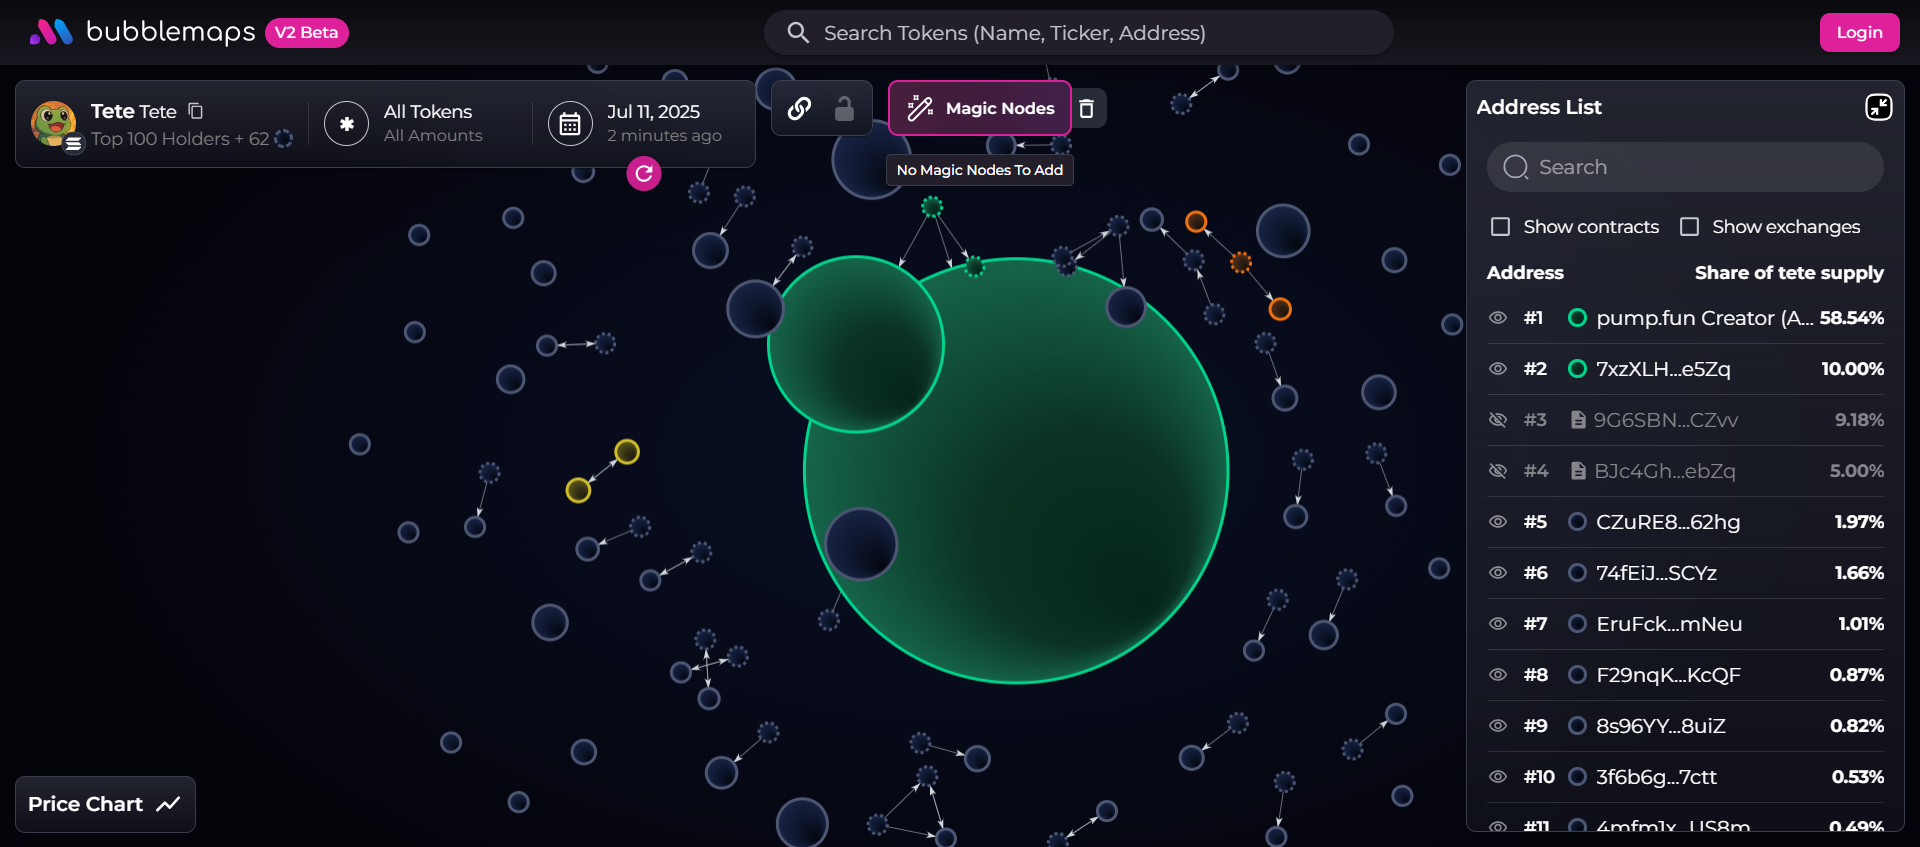 bubblemaps V2 Beta
Search Tokens (Name, Ticker, Address)
Login
Tete Tete
Top 100 Holders + 62
All Tokens
All Amounts
Jul 11, 2025
2 minutes ago
Magic Nodes
No Magic Nodes To Add
Address List
Search
Show contracts Show exchanges
Address Share of tete supply
#1 pump.fun Creator (A... 58.54%
#2 7xzXLH...e5Zq 10.00%
#3 9G6SBN...CZvv 9.18%
#4 BJc4Gh...ebZq 5.00%
#5 CZuRE8...62hg 1.97%
#6 74fEiJ...SCYz 1.66%
#7 EruFck...mNeu 1.01%
#8 F29nqK...KcQF 0.87%
#9 8s96YY...8uiZ 0.82%
#10 3f6b6g...7ctt 0.53%
#11 4mfm1x...US8m 0.49%
Price Chart